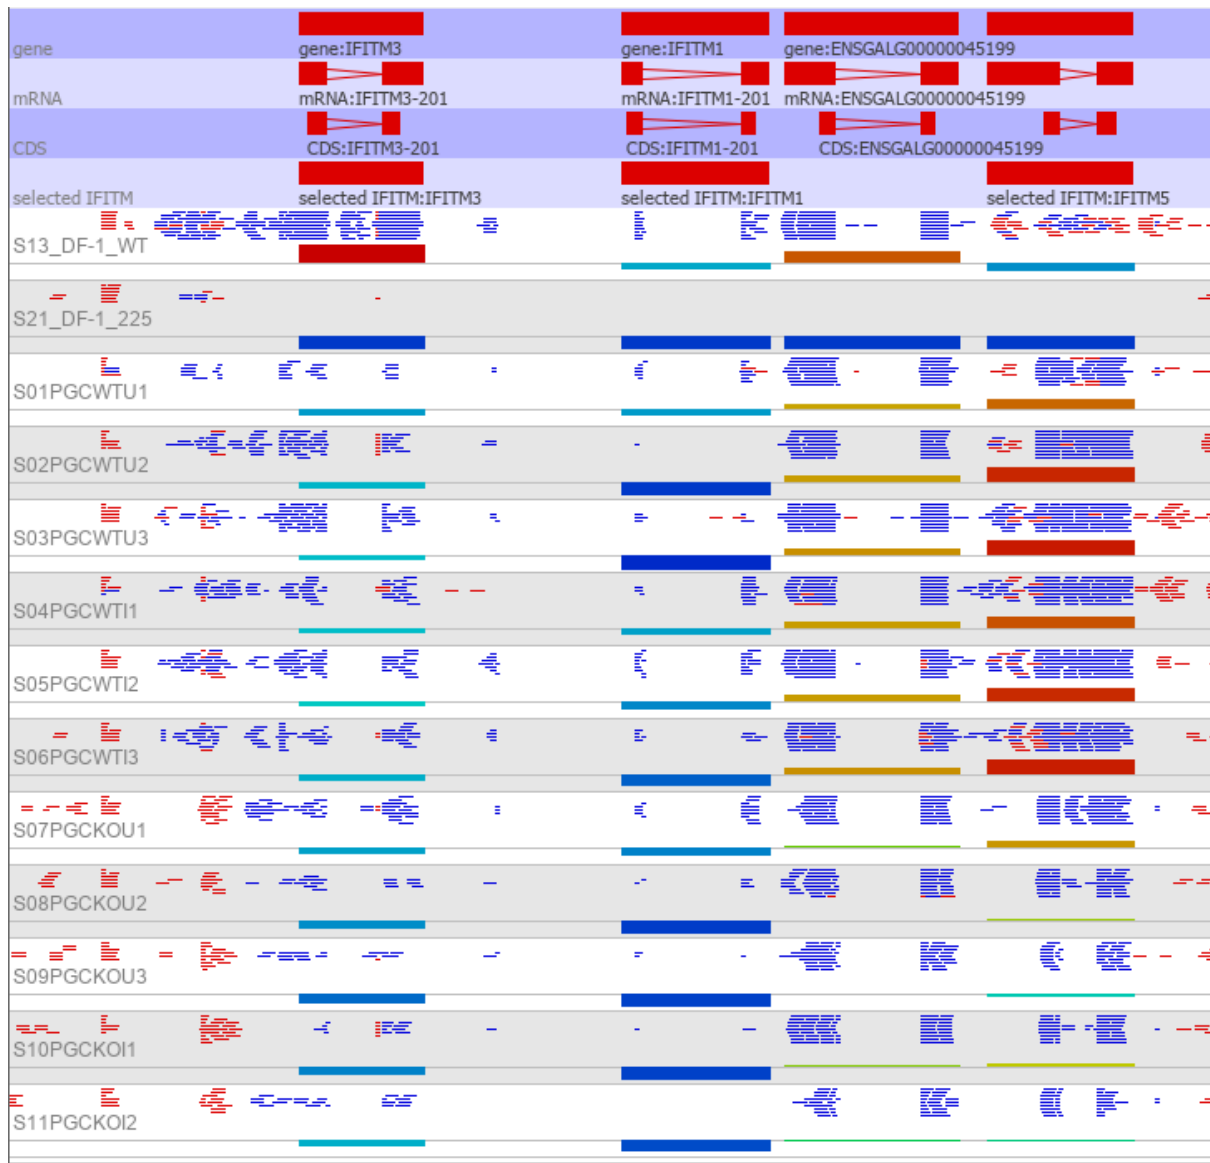 gene gene:IFITM3 gene:IFITM1 gene:ENSGALG00000045199
mRNA mRNA:IFITM3-201 mRNA:IFITM1-201 mRNA:ENSGALG00000045199
CDS CDS:IFITM3-201 CDS:IFITM1-201 CDS:ENSGALG00000045199
selected IFITM selected IFITM:IFITM3 selected IFITM:IFITM1 selected IFITM:IFITM5
S13_DF-1_WT
S21_DF-1_225
S01PGCWTU1
S02PGCWTU2
S03PGCWTU3
S04PGCWTI1
S05PGCWTI2
S06PGCWTI3
S07PGCKOU1
S08PGCKOU2
S09PGCKOU3
S10PGCKOI1
S11PGCKOI2